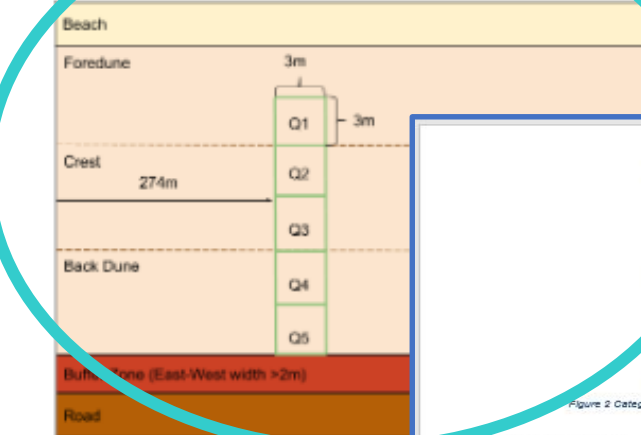 Beach
Foredune
3m
Q1
3m
Crest
Q2
274m
Q3
Back Dune
Q4
Q5
Zone (East-West width >2m)
Road
Figure 2